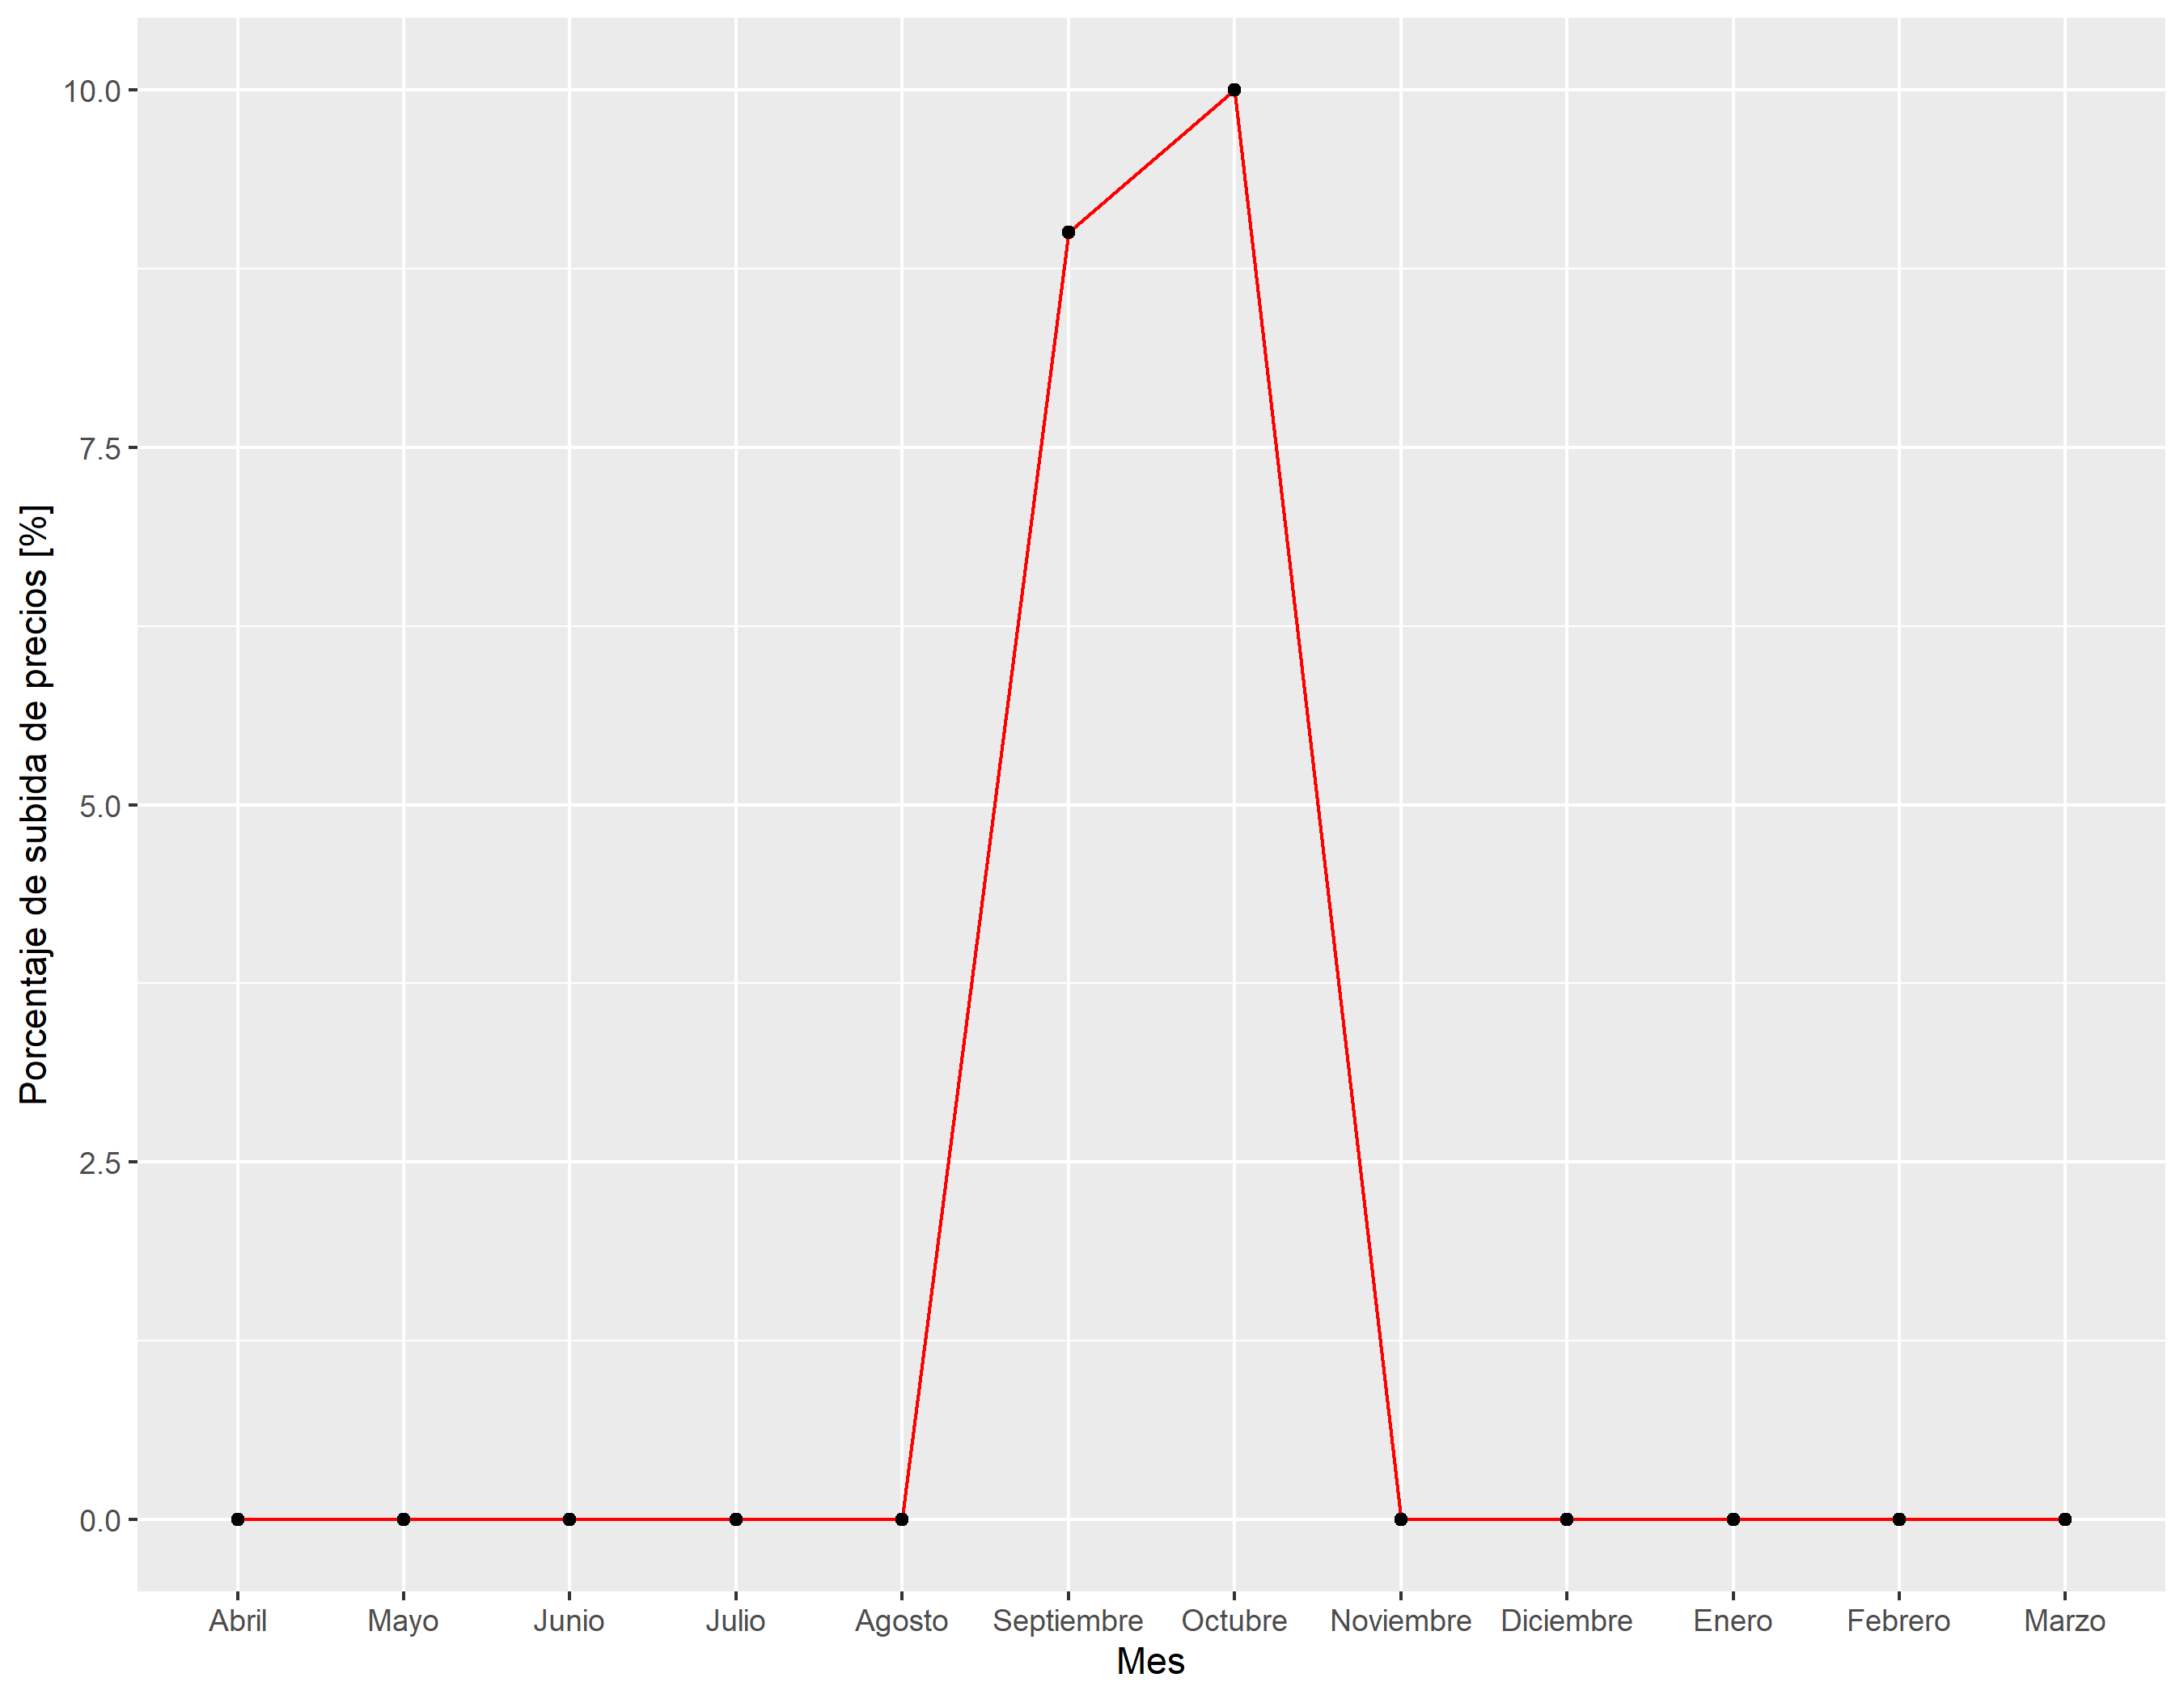 Porcentaje de subida de precios [%]
10.0
7.5
5.0
2.5
0.0
Abril Mayo Junio Julio Agosto Septiembre Octubre Noviembre Diciembre Enero Febrero Marzo
Mes